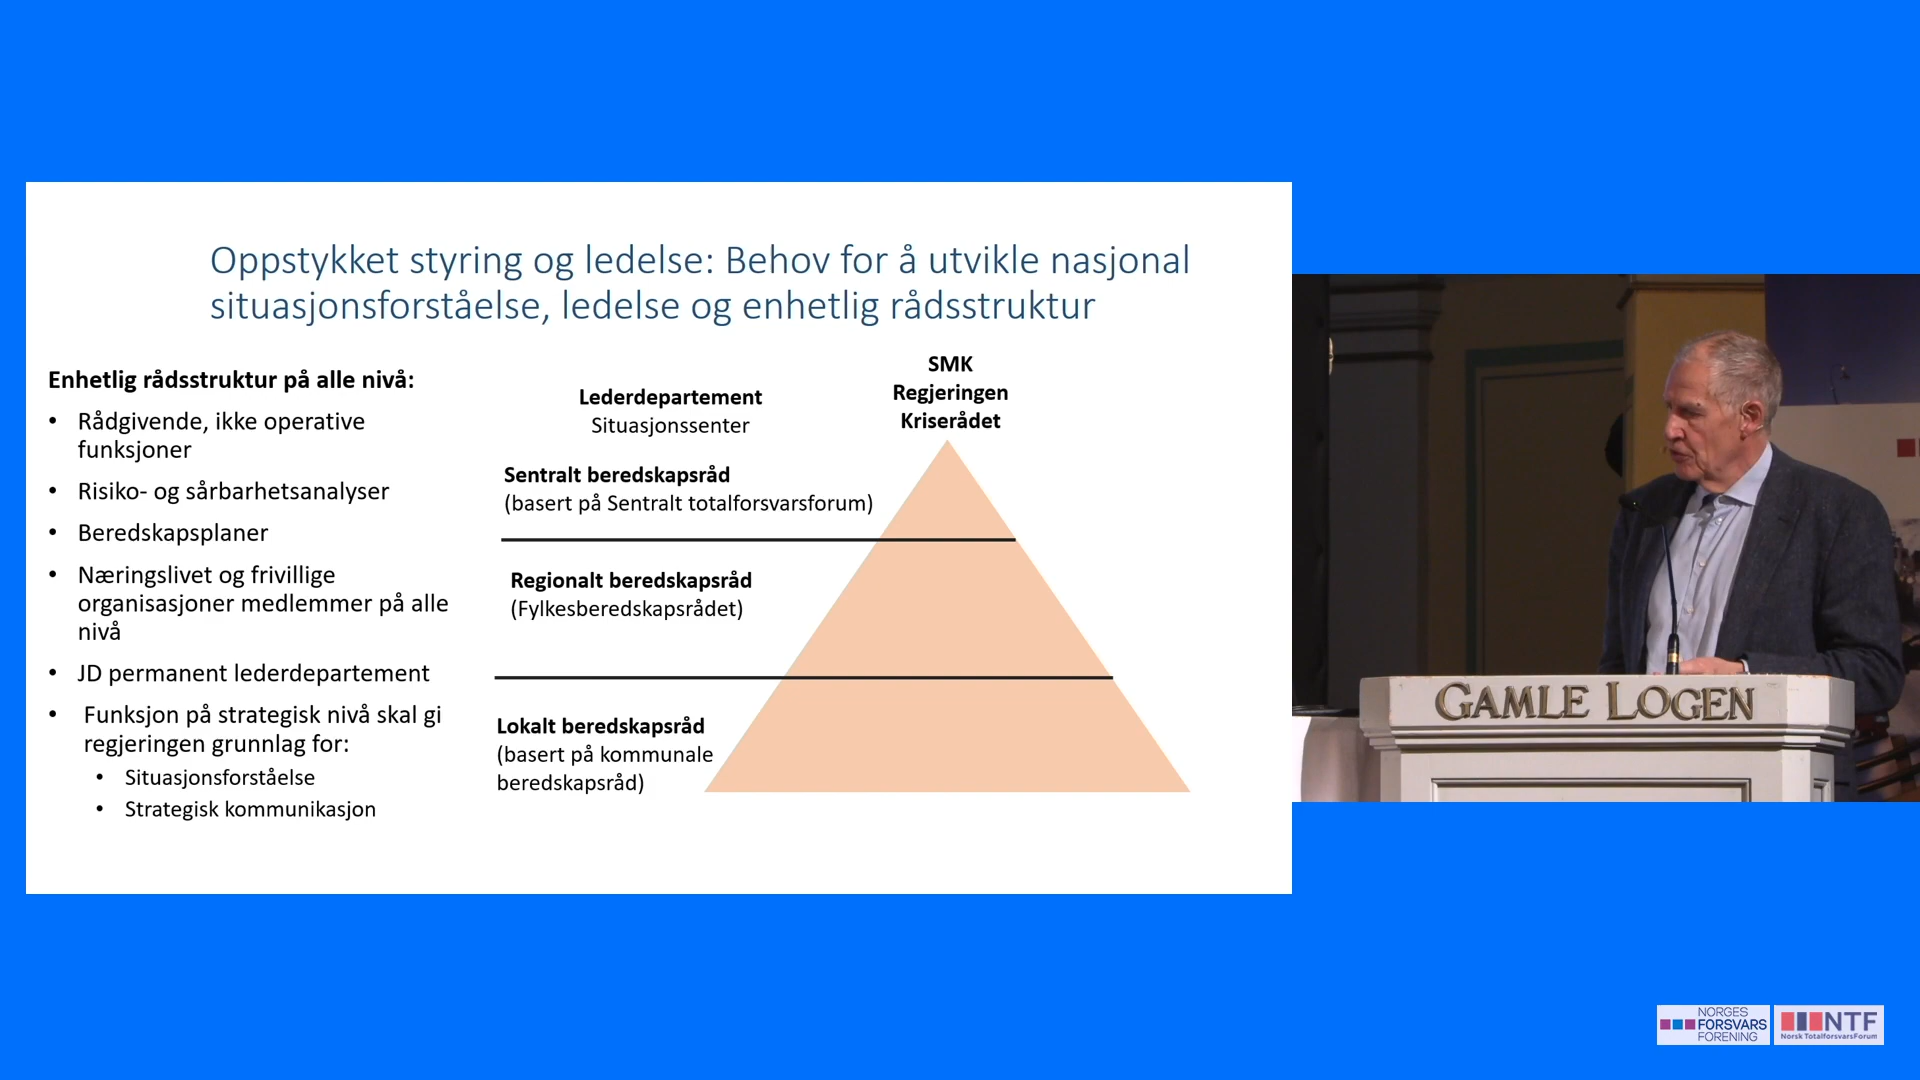 Oppstykket styring og ledelse: Behov for å utvikle nasjonal
situasjonsforståelse, ledelse og enhetlig rådsstruktur
Enhetlig rådsstruktur på alle nivå:
• Rådgivende, ikke operative
funksjoner
• Risiko- og sårbarhetsanalyser
• Beredskapsplaner
• Næringslivet og frivillige
organisasjoner medlemmer på alle
nivå
• JD permanent lederdepartement
• Funksjon på strategisk nivå skal gi
regjeringen grunnlag for:
• Situasjonsforståelse
• Strategisk kommunikasjon
Lederdepartement
Situasjonssenter
SMK
Regjeringen
Kriserådet
Sentralt beredskapsråd
(basert på Sentralt totalforsvarsforum)
Regionalt beredskapsråd
(Fylkesberedskapsrådet)
Lokalt beredskapsråd
(basert på kommunale
beredskapsråd)
GAMLE LOGEN
NORGES
FORSVARS
FORENING
NTF
Norsk TotalforsvarsForum